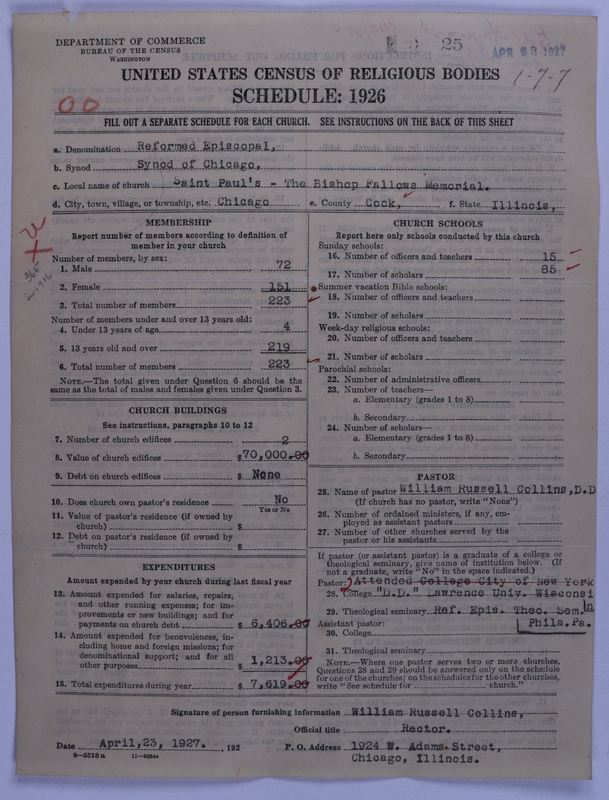 DEPARTMENT OF COMMERCE
BUREAU OF THE CENSUS
WASHINGTON
25
APR 23 1927
1-7-7
UNITED STATES CENSUS OF RELIGIOUS BODIES
SCHEDULE: 1926
00
FILL OUT A SEPARATE SCHEDULE FOR EACH CHURCH. SEE INSTRUCTIONS ON THE BACK OF THIS SHEET
a. Denomination Reformed Episcopal,
b. Synod Synod of Chicago,
c. Local name of church Saint Paul's - The Bishop Fallows Memorial.
d. City, town, village, or township, etc. Chicago e. County Cook, f. State Illinois,
MEMBERSHIP
Report number of members according to definition of
member in your church
Number of members, by sex:
1. Male 72
2. Female 151
3. Total number of members 223
Number of members under and over 13 years old:
4. Under 13 years of age 4
5. 13 years old and over 219
6. Total number of members 223
NOTE.—The total given under Question 6 should be the
same as the total of males and females given under Question 3.
CHURCH BUILDINGS
See instructions, paragraphs 10 to 12
7. Number of church edifices 2
8. Value of church edifices $70,000.00
9. Debt on church edifices $ None
10. Does church own pastor's residence No
Yes or No
11. Value of pastor's residence (if owned by
church) $
12. Debt on pastor's residence (if owned by
church) $
EXPENDITURES
Amount expended by your church during last fiscal year
13. Amount expended for salaries, repairs,
and other running expenses; for im-
provements or new buildings; and for
payments on church debt $ 6,406.00
14. Amount expended for benevolences, in-
cluding home and foreign missions; for
denominational support; and for all
other purposes $ 1,213.00
15. Total expenditures during year $ 7,619.00
CHURCH SCHOOLS
Report here only schools conducted by this church
Sunday schools:
16. Number of officers and teachers 15
17. Number of scholars 85
Summer vacation Bible schools:
18. Number of officers and teachers
19. Number of scholars
Week-day religious schools:
20. Number of officers and teachers
21. Number of scholars
Parochial schools:
22. Number of administrative officers
23. Number of teachers—
a. Elementary (grades 1 to 8)
b. Secondary
24. Number of scholars—
a. Elementary (grades 1 to 8)
b. Secondary
PASTOR
25. Name of pastor William Russell Collins, D.D
(If church has no pastor, write "None")
26. Number of ordained ministers, if any, em-
ployed as assistant pastors
27. Number of other churches served by the
pastor or his assistants
If pastor (or assistant pastor) is a graduate of a college or
theological seminary, give name of institution below. (If
not a graduate, write "No" in the space indicated.)
Pastor: Attended College City of New York
28. College "D.D." Lawrence Univ. Wisconsi
n
29. Theological seminary Ref. Epis. Theo. Sem
Assistant pastor: Phila. Pa.
30. College
31. Theological seminary
NOTE.—Where one pastor serves two or more churches,
Questions 28 and 29 should be answered only on the schedule
for one of the churches; on the schedules for the other churches,
write "See schedule for church."
Signature of person furnishing information William Russell Collins,
Official title Rector.
Date April, 23, 1927. , 192 P. O. Address 1924 W. Adams Street,
Chicago, Illinois.
8—5518a 11—9084a